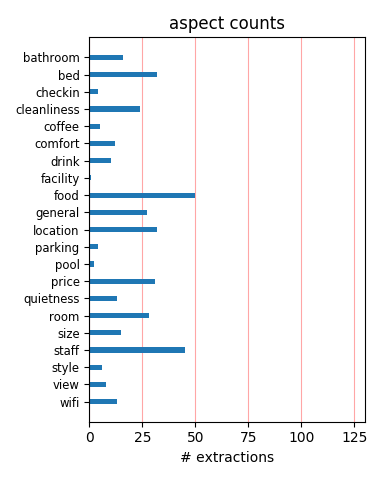 aspect counts
bathroom
bed
checkin
cleanliness
coffee
comfort
drink
facility
food
general
location
parking
pool
price
quietness
room
size
staff
style
view
wifi
0 25 50 75 100 125
# extractions